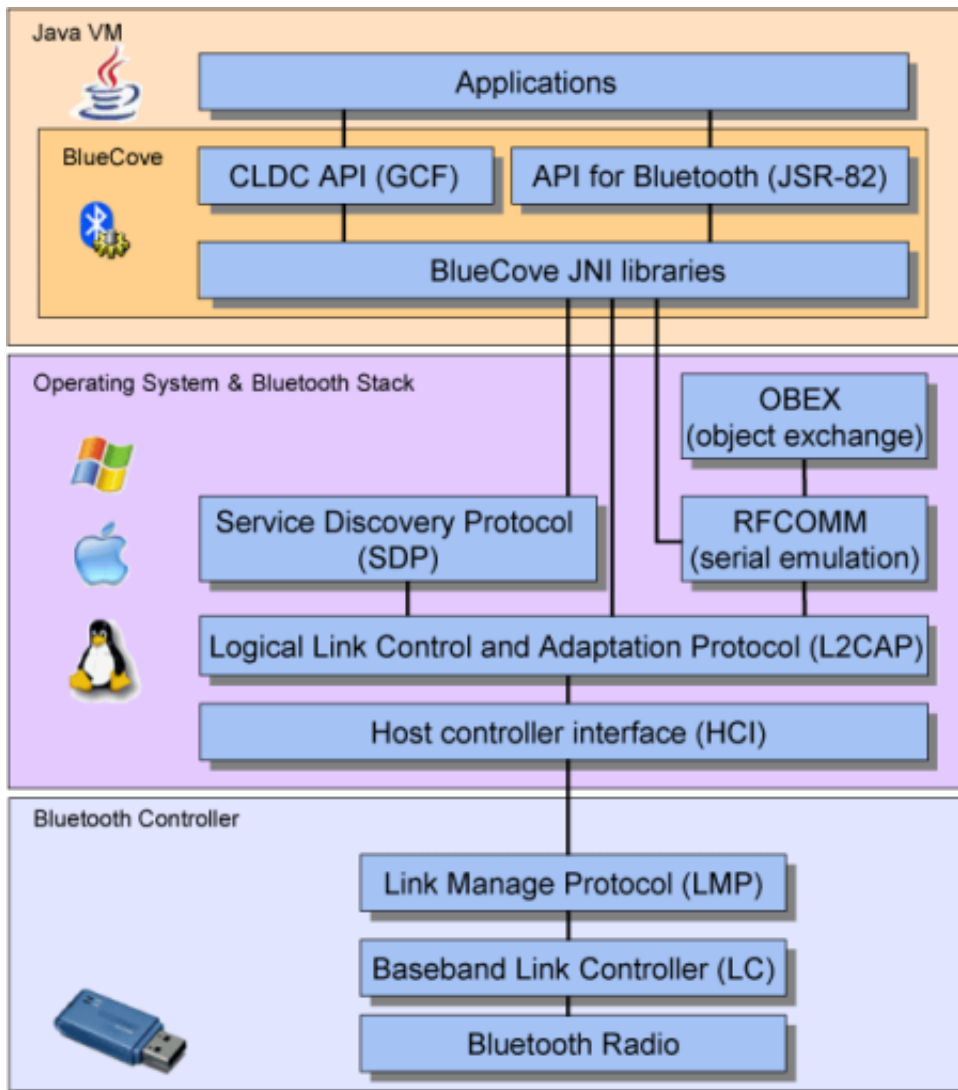 Java VM
Applications
BlueCove
CLDC API (GCF)
API for Bluetooth (JSR-82)
BlueCove JNI libraries
Operating System & Bluetooth Stack
OBEX
(object exchange)
Service Discovery Protocol
(SDP)
RFCOMM
(serial emulation)
Logical Link Control and Adaptation Protocol (L2CAP)
Host controller interface (HCI)
Bluetooth Controller
Link Manage Protocol (LMP)
Baseband Link Controller (LC)
Bluetooth Radio